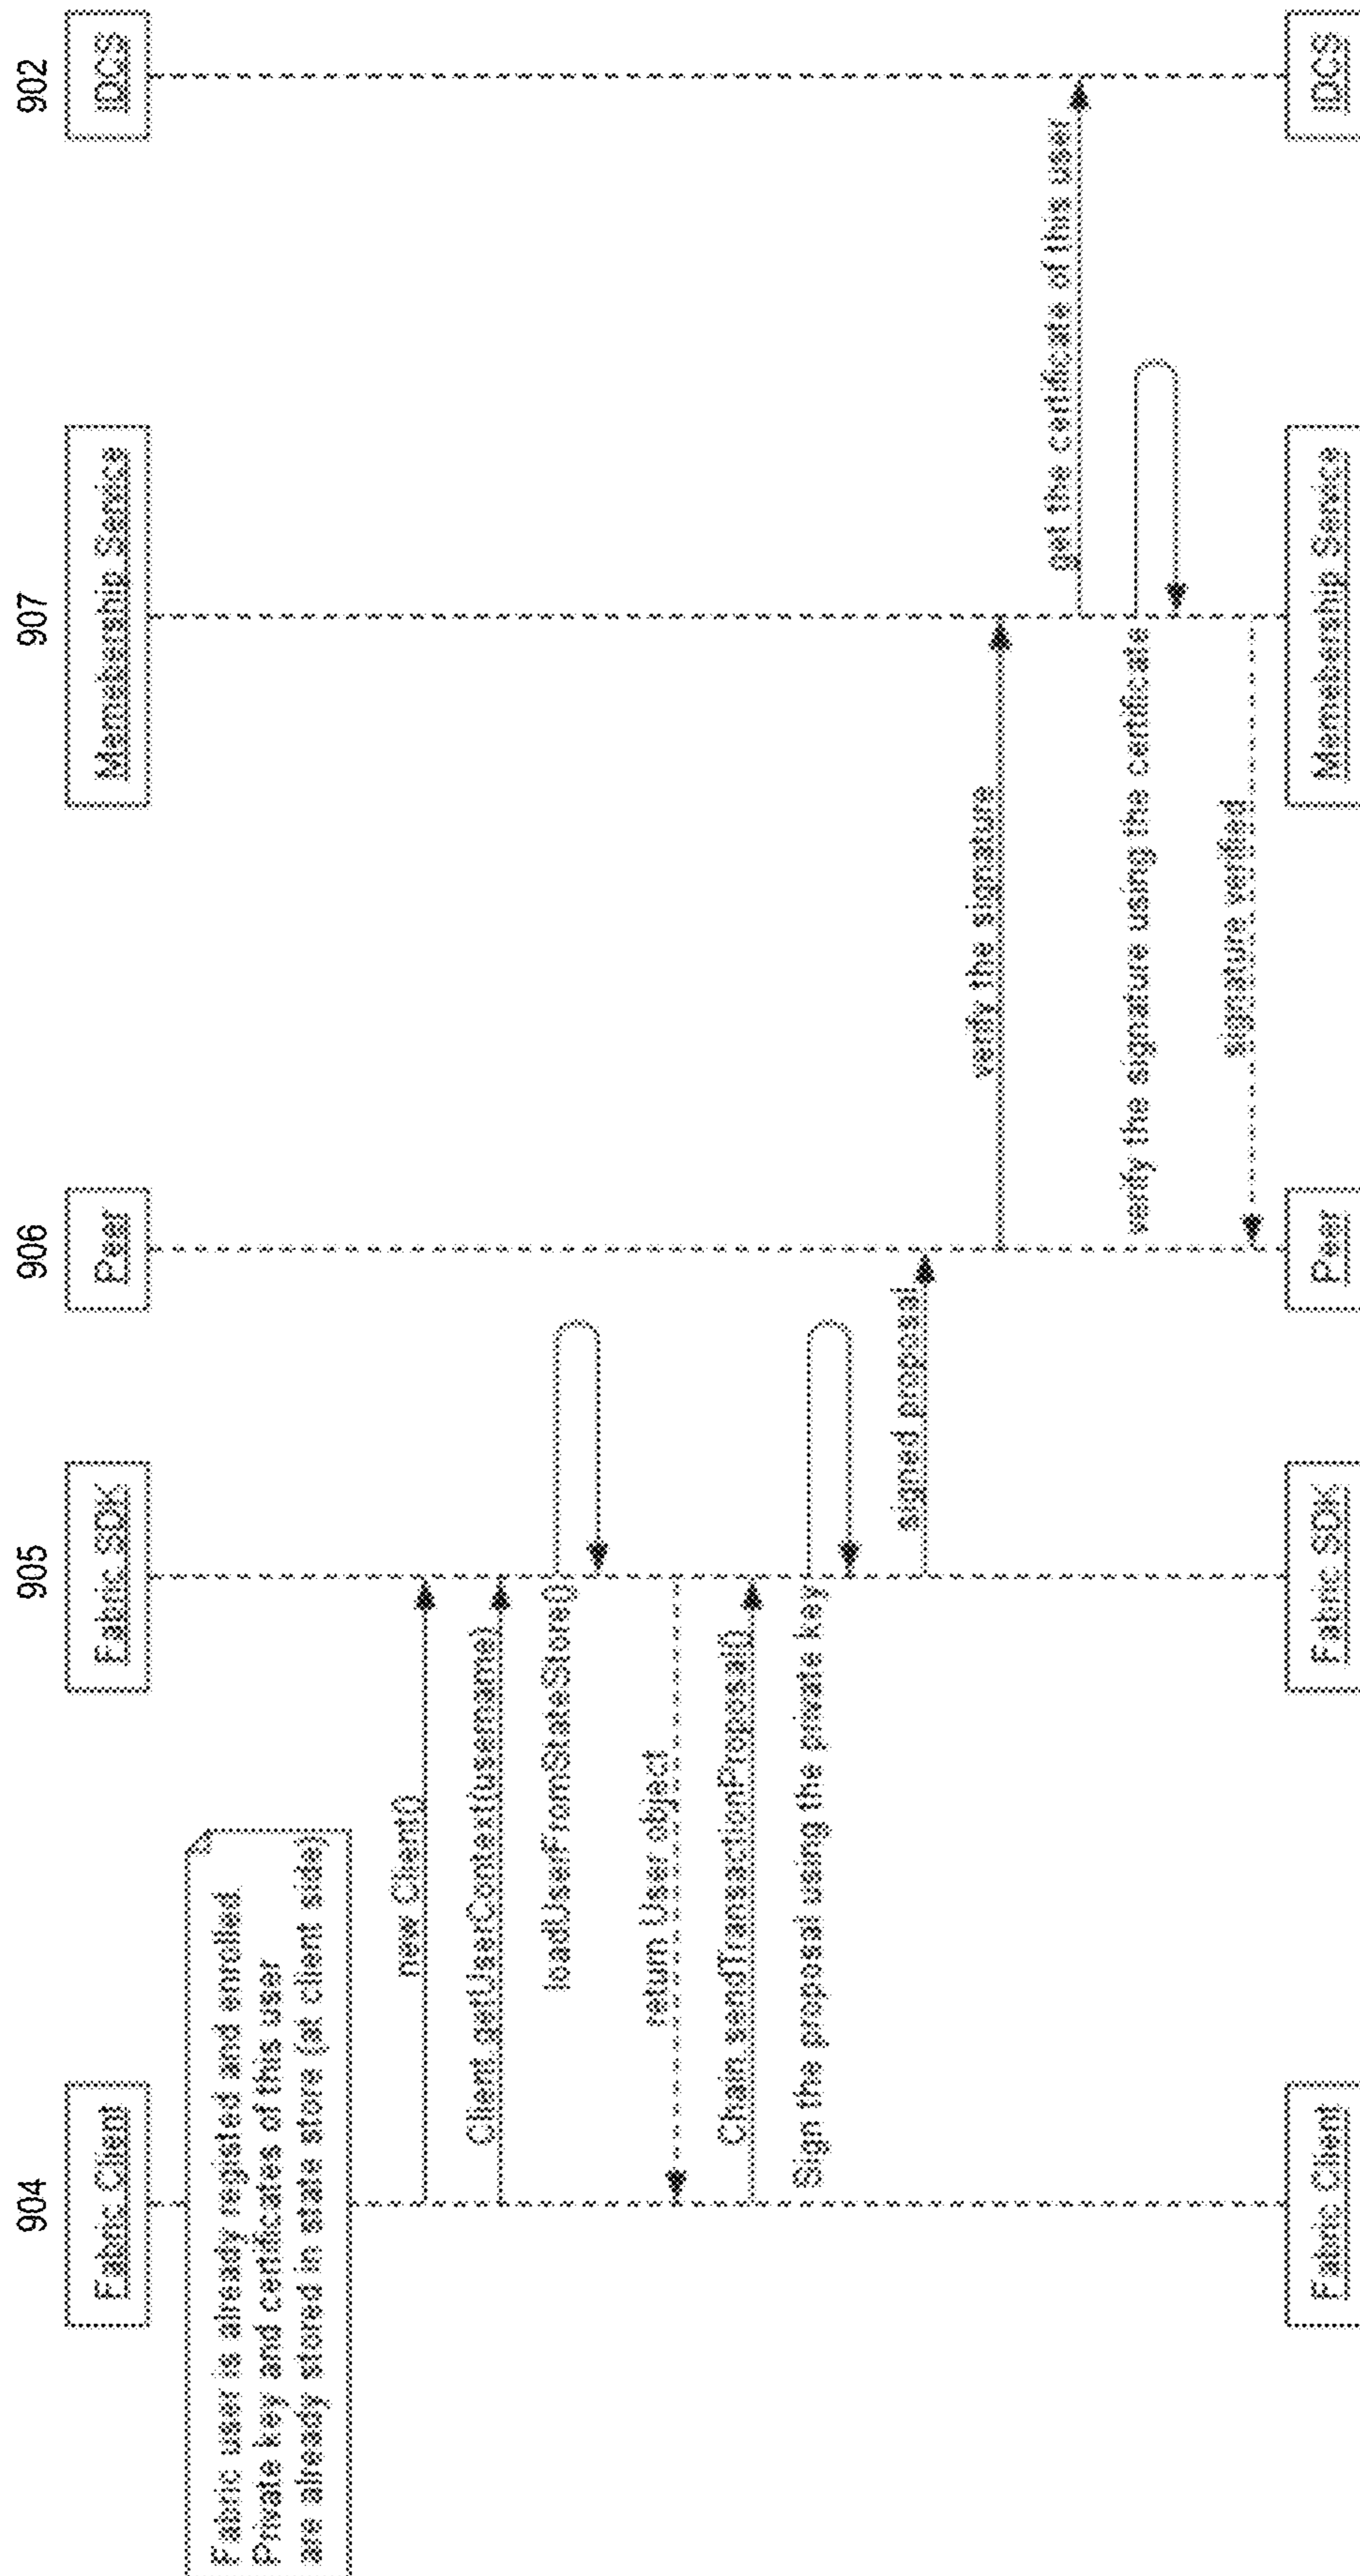 904
905
906
907
902
Fabric Client
Fabric SDK
Peer
Memebership Service
IDCS
Fabric user is already registed and enrolled.
Private key and certificates of this user
are already stored in state store (at client side)
new Client()
Client.getUserContext(username)
loadUserFromStateStore()
return User object
Chain.sendTransactionProposal()
Sign the proposal using the private key
signed proposal
verify the signature
get the certificate of this user
verify the signature using the certificate
signature verified
Fabric Client
Fabric SDK
Peer
Memebership Service
IDCS